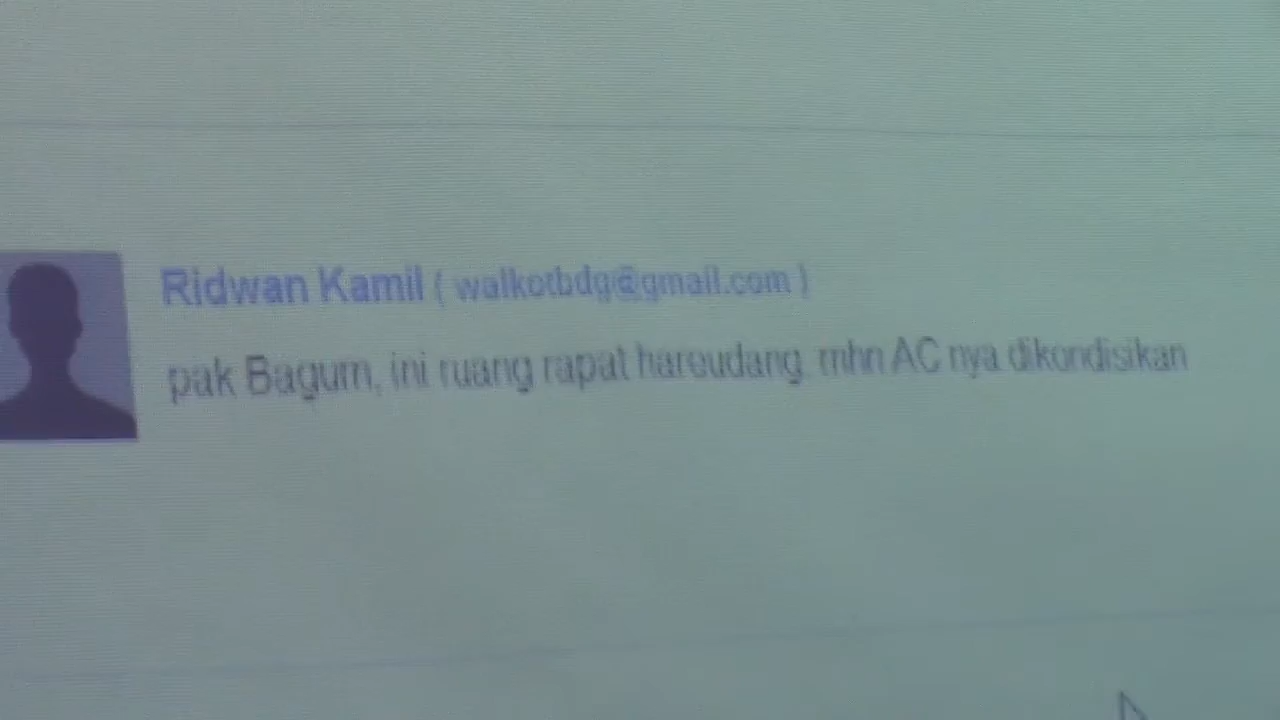 Ridwan Kamil ( walkotbdg@gmail.com )
pak Bagum, ini ruang rapat hareudang mhn AC nya dikondisikan